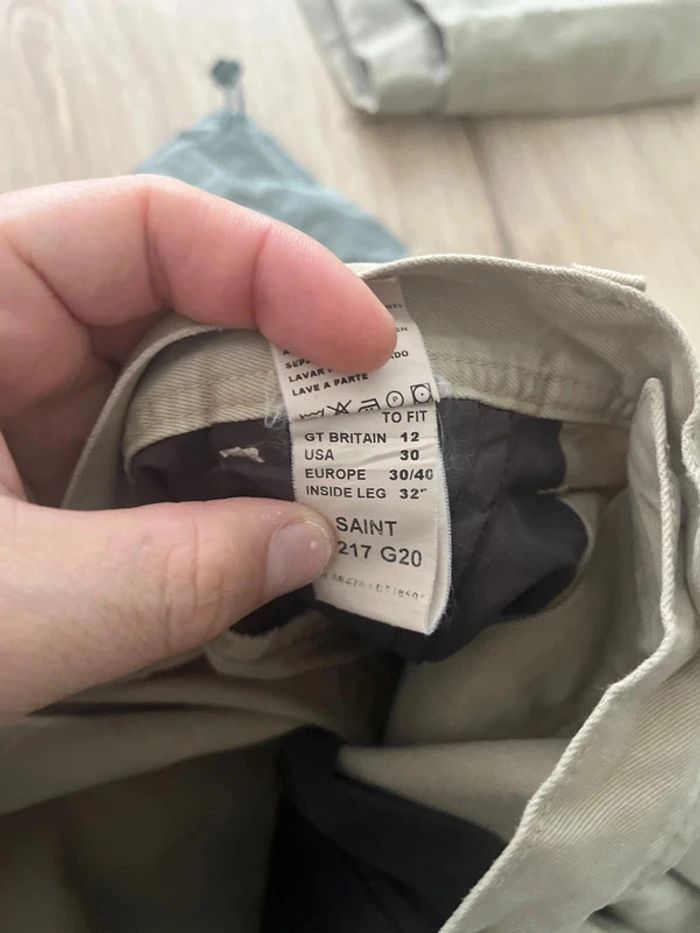 LAVAR
LAVE A PARTE
P
TO FIT
GT BRITAIN 12
USA 30
EUROPE 30/40
INSIDE LEG 32"
SAINT
217 G20